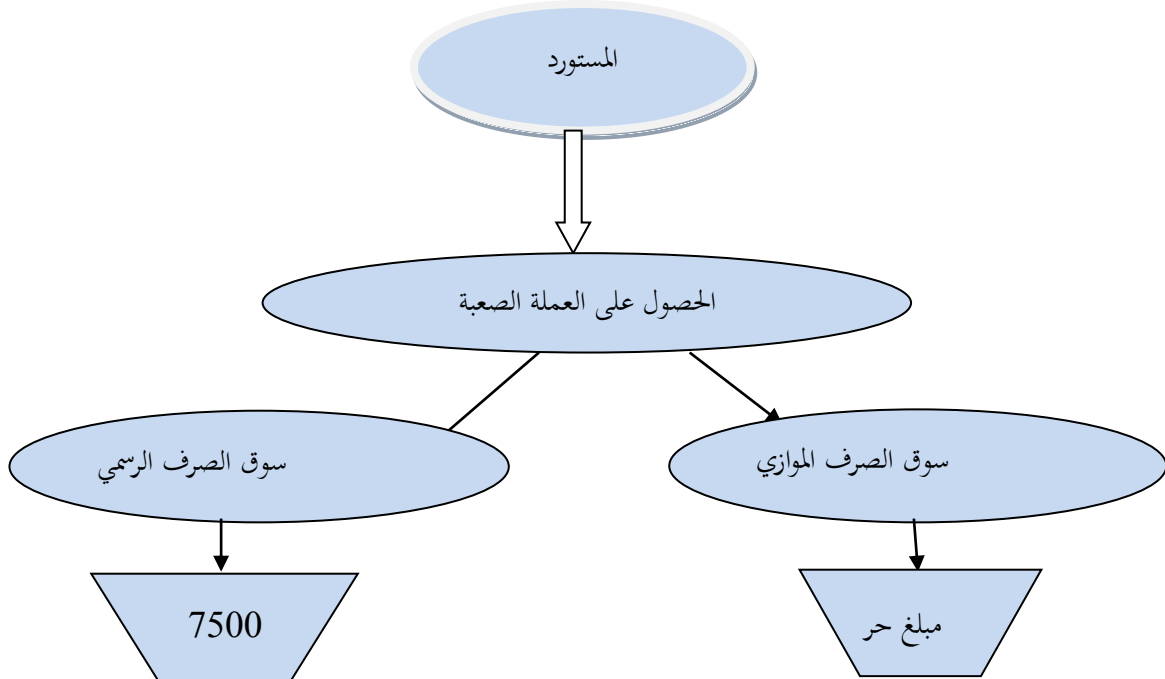 المستورد
الحصول على العملة الصعبة
سوق الصرف الموازي
سوق الصرف الرسمي
مبلغ حر
7500